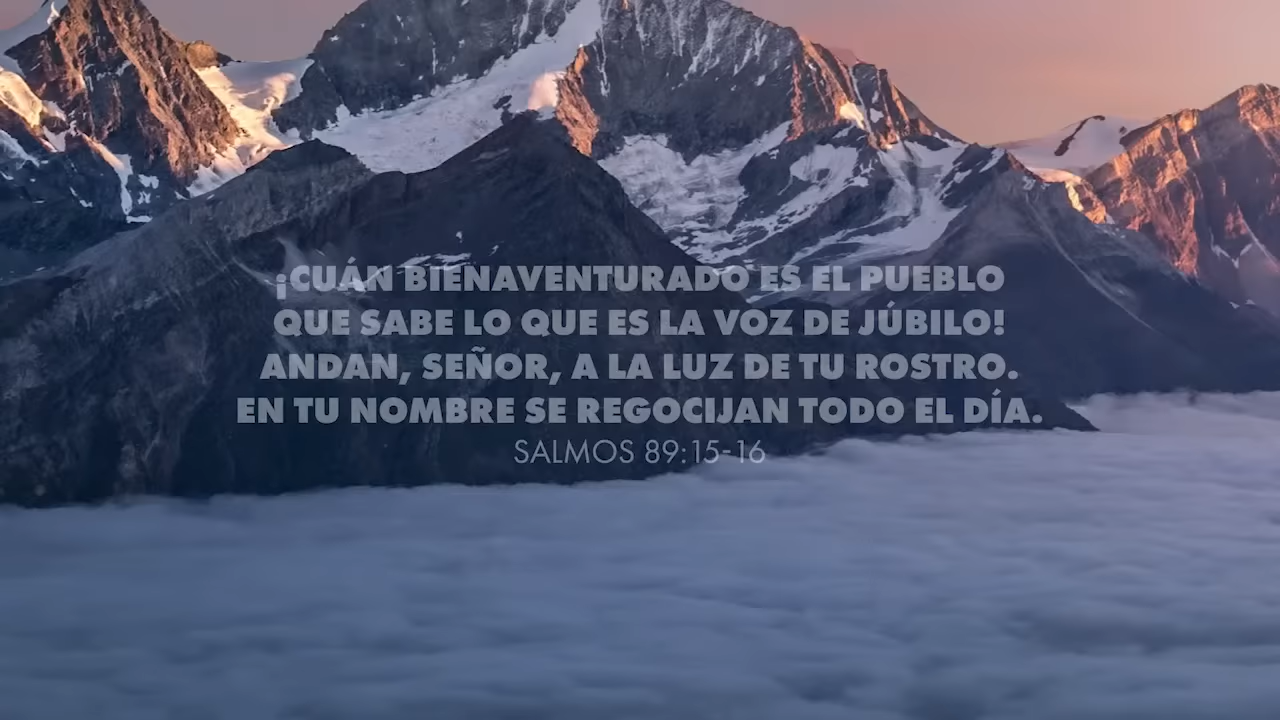 ¡CUÁN BIENAVENTURADO ES EL PUEBLO
QUE SABE LO QUE ES LA VOZ DE JÚBILO!
ANDAN, SEÑOR, A LA LUZ DE TU ROSTRO.
EN TU NOMBRE SE REGOCIJAN TODO EL DÍA.
SALMOS 89:15-16